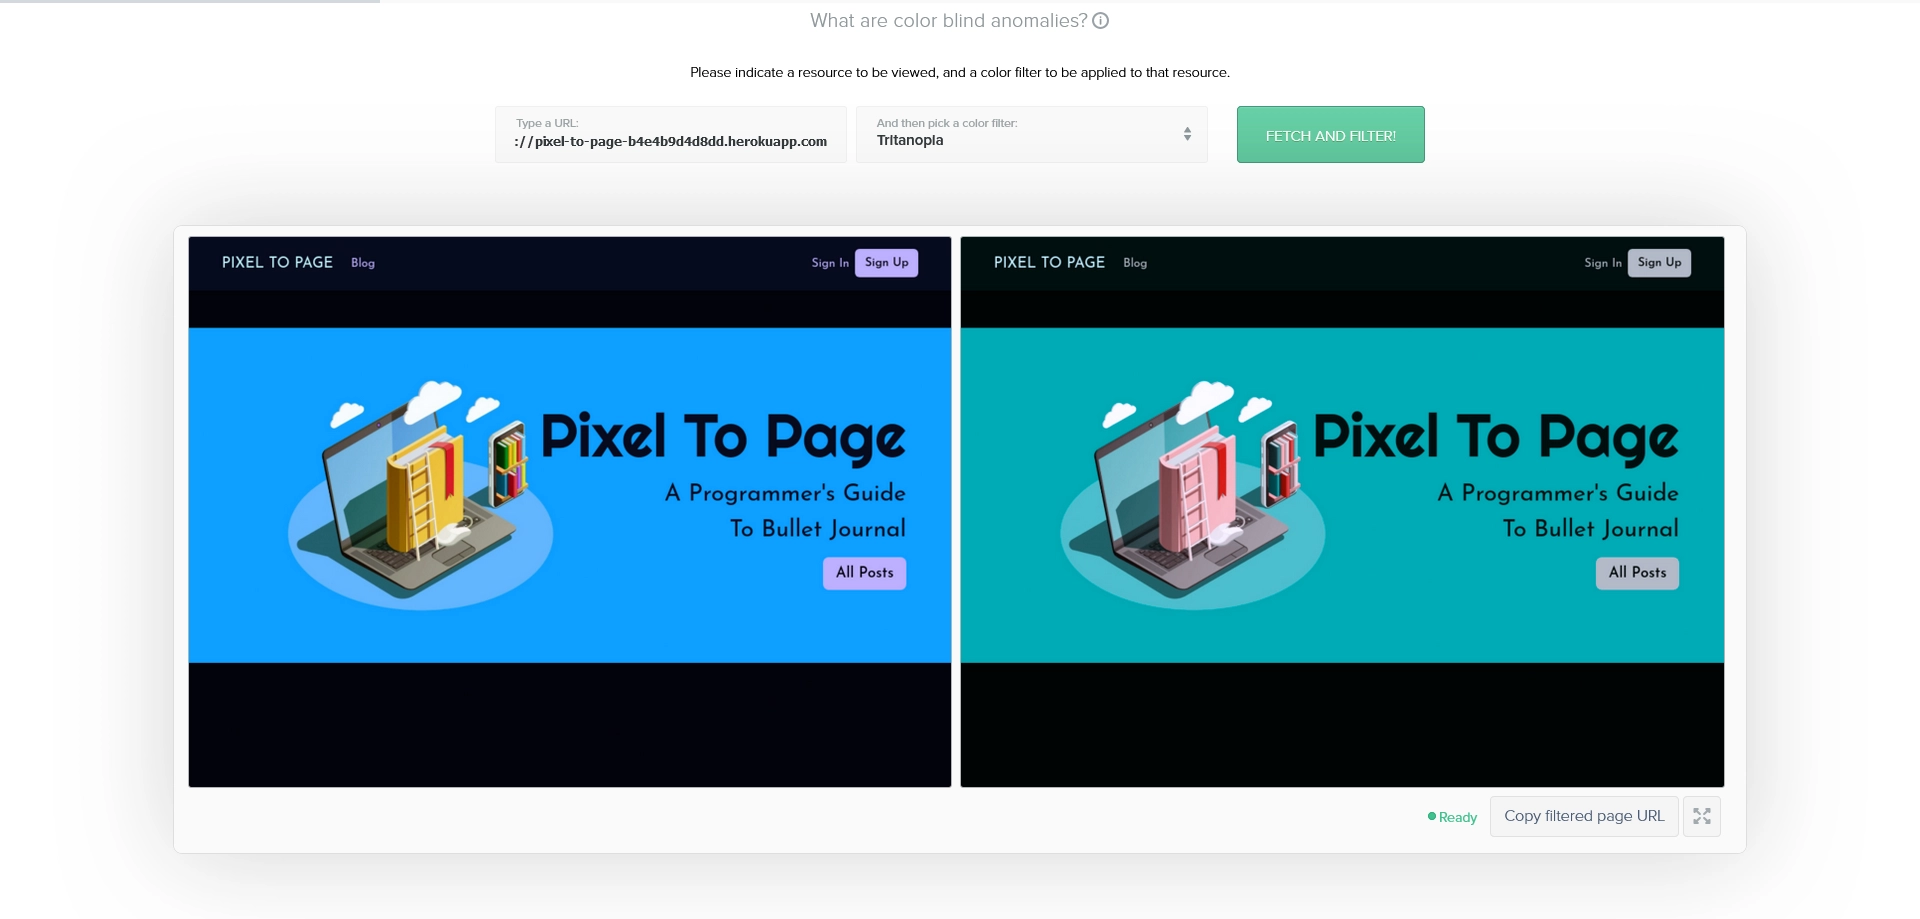 What are color blind anomalies?
Please indicate a resource to be viewed, and a color filter to be applied to that resource.
Type a URL:
://pixel-to-page-b4e4b9d4d8dd.herokuapp.com
And then pick a color filter:
Tritanopia
FETCH AND FILTER!
PIXEL TO PAGE Blog Sign In Sign Up
Pixel To Page
A Programmer's Guide
To Bullet Journal
All Posts
PIXEL TO PAGE Blog Sign In Sign Up
Pixel To Page
A Programmer's Guide
To Bullet Journal
All Posts
Ready
Copy filtered page URL